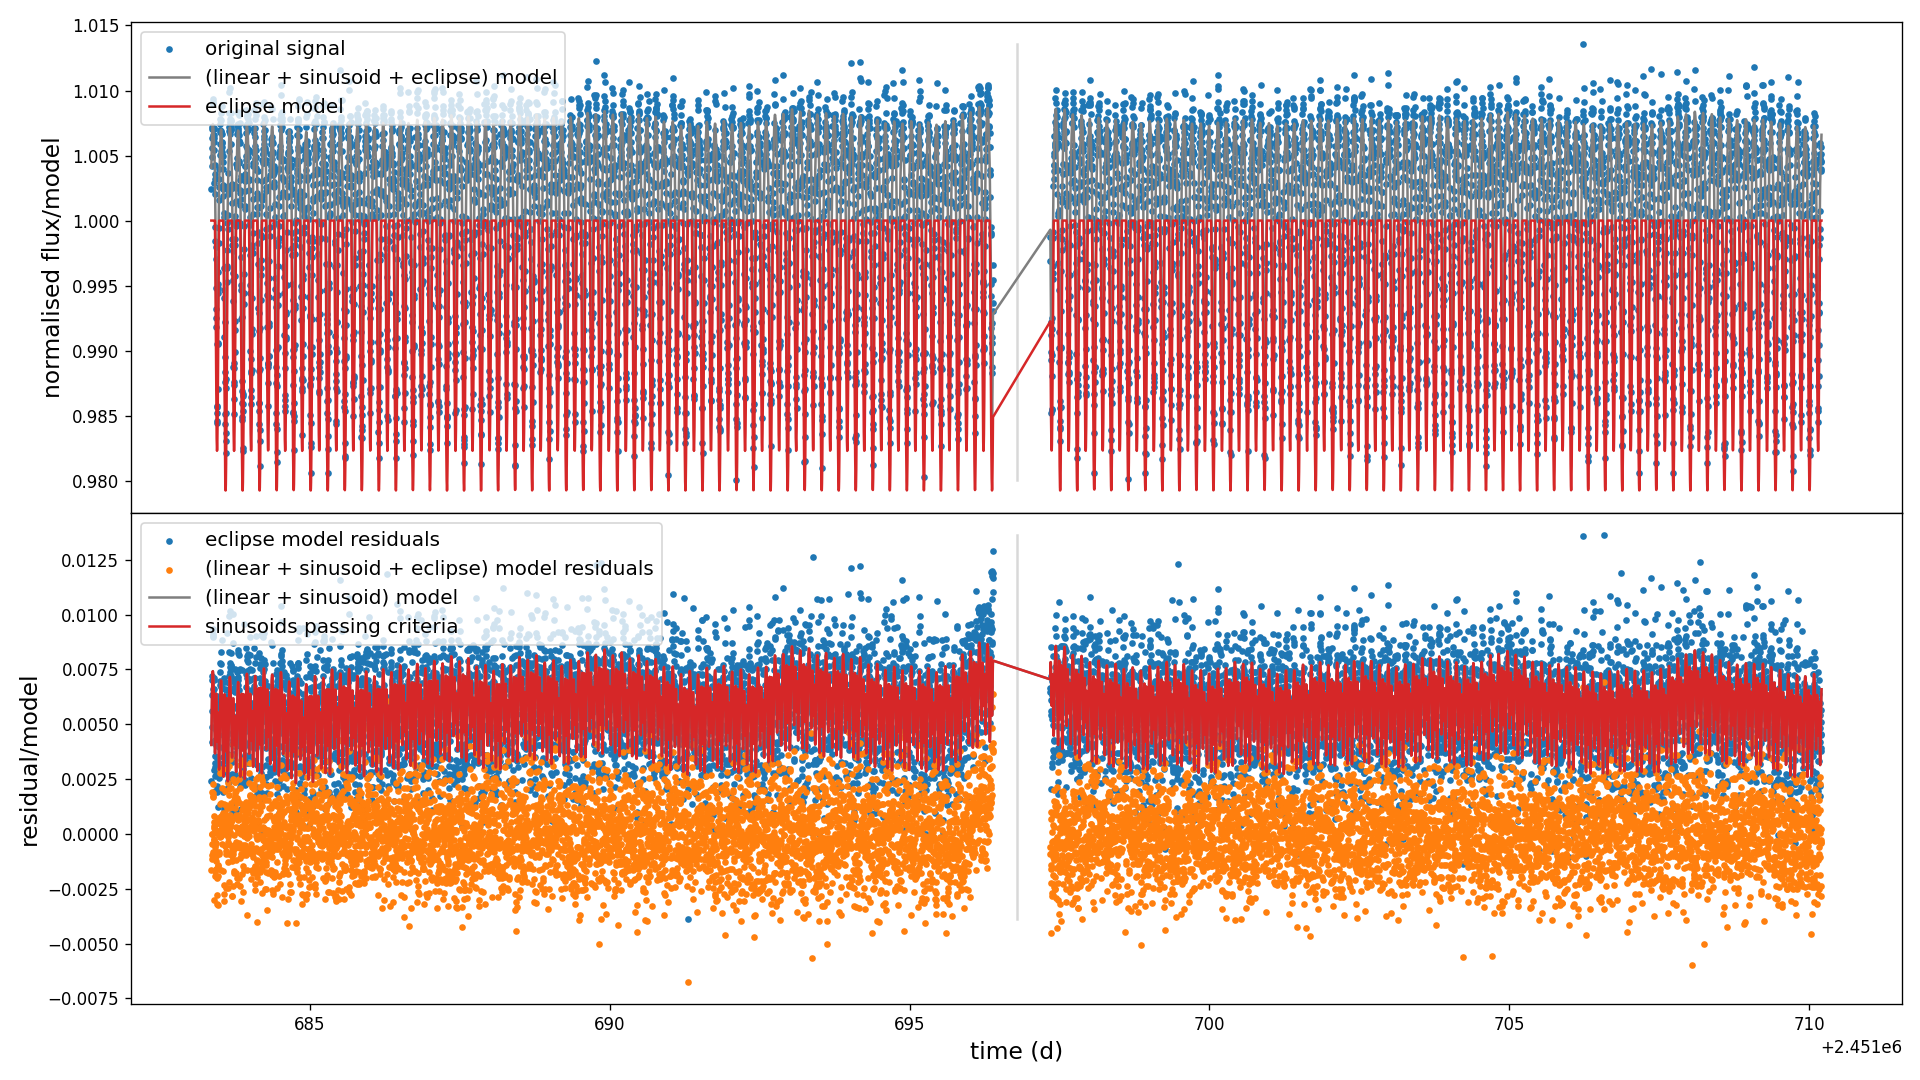 original signal
(linear + sinusoid + eclipse) model
eclipse model
normalised flux/model
1.015
1.010
1.005
1.000
0.995
0.990
0.985
0.980
eclipse model residuals
(linear + sinusoid + eclipse) model residuals
(linear + sinusoid) model
sinusoids passing criteria
residual/model
0.0125
0.0100
0.0075
0.0050
0.0025
0.0000
−0.0025
−0.0050
−0.0075
685
690
695
700
705
710
time (d)
+2.451e6